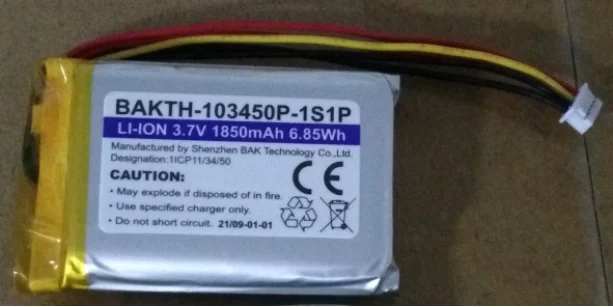 BAKTH-103450P-1S1P
LI-ION 3.7V 1850mAh 6.85Wh
Manufactured by Shenzhen BAK Technology Co.,Ltd.
Designation:1ICP11/34/50
CAUTION:
• May explode if disposed of in fire.
• Use specified charger only.
• Do not short circuit. 21/09-01-01
CE